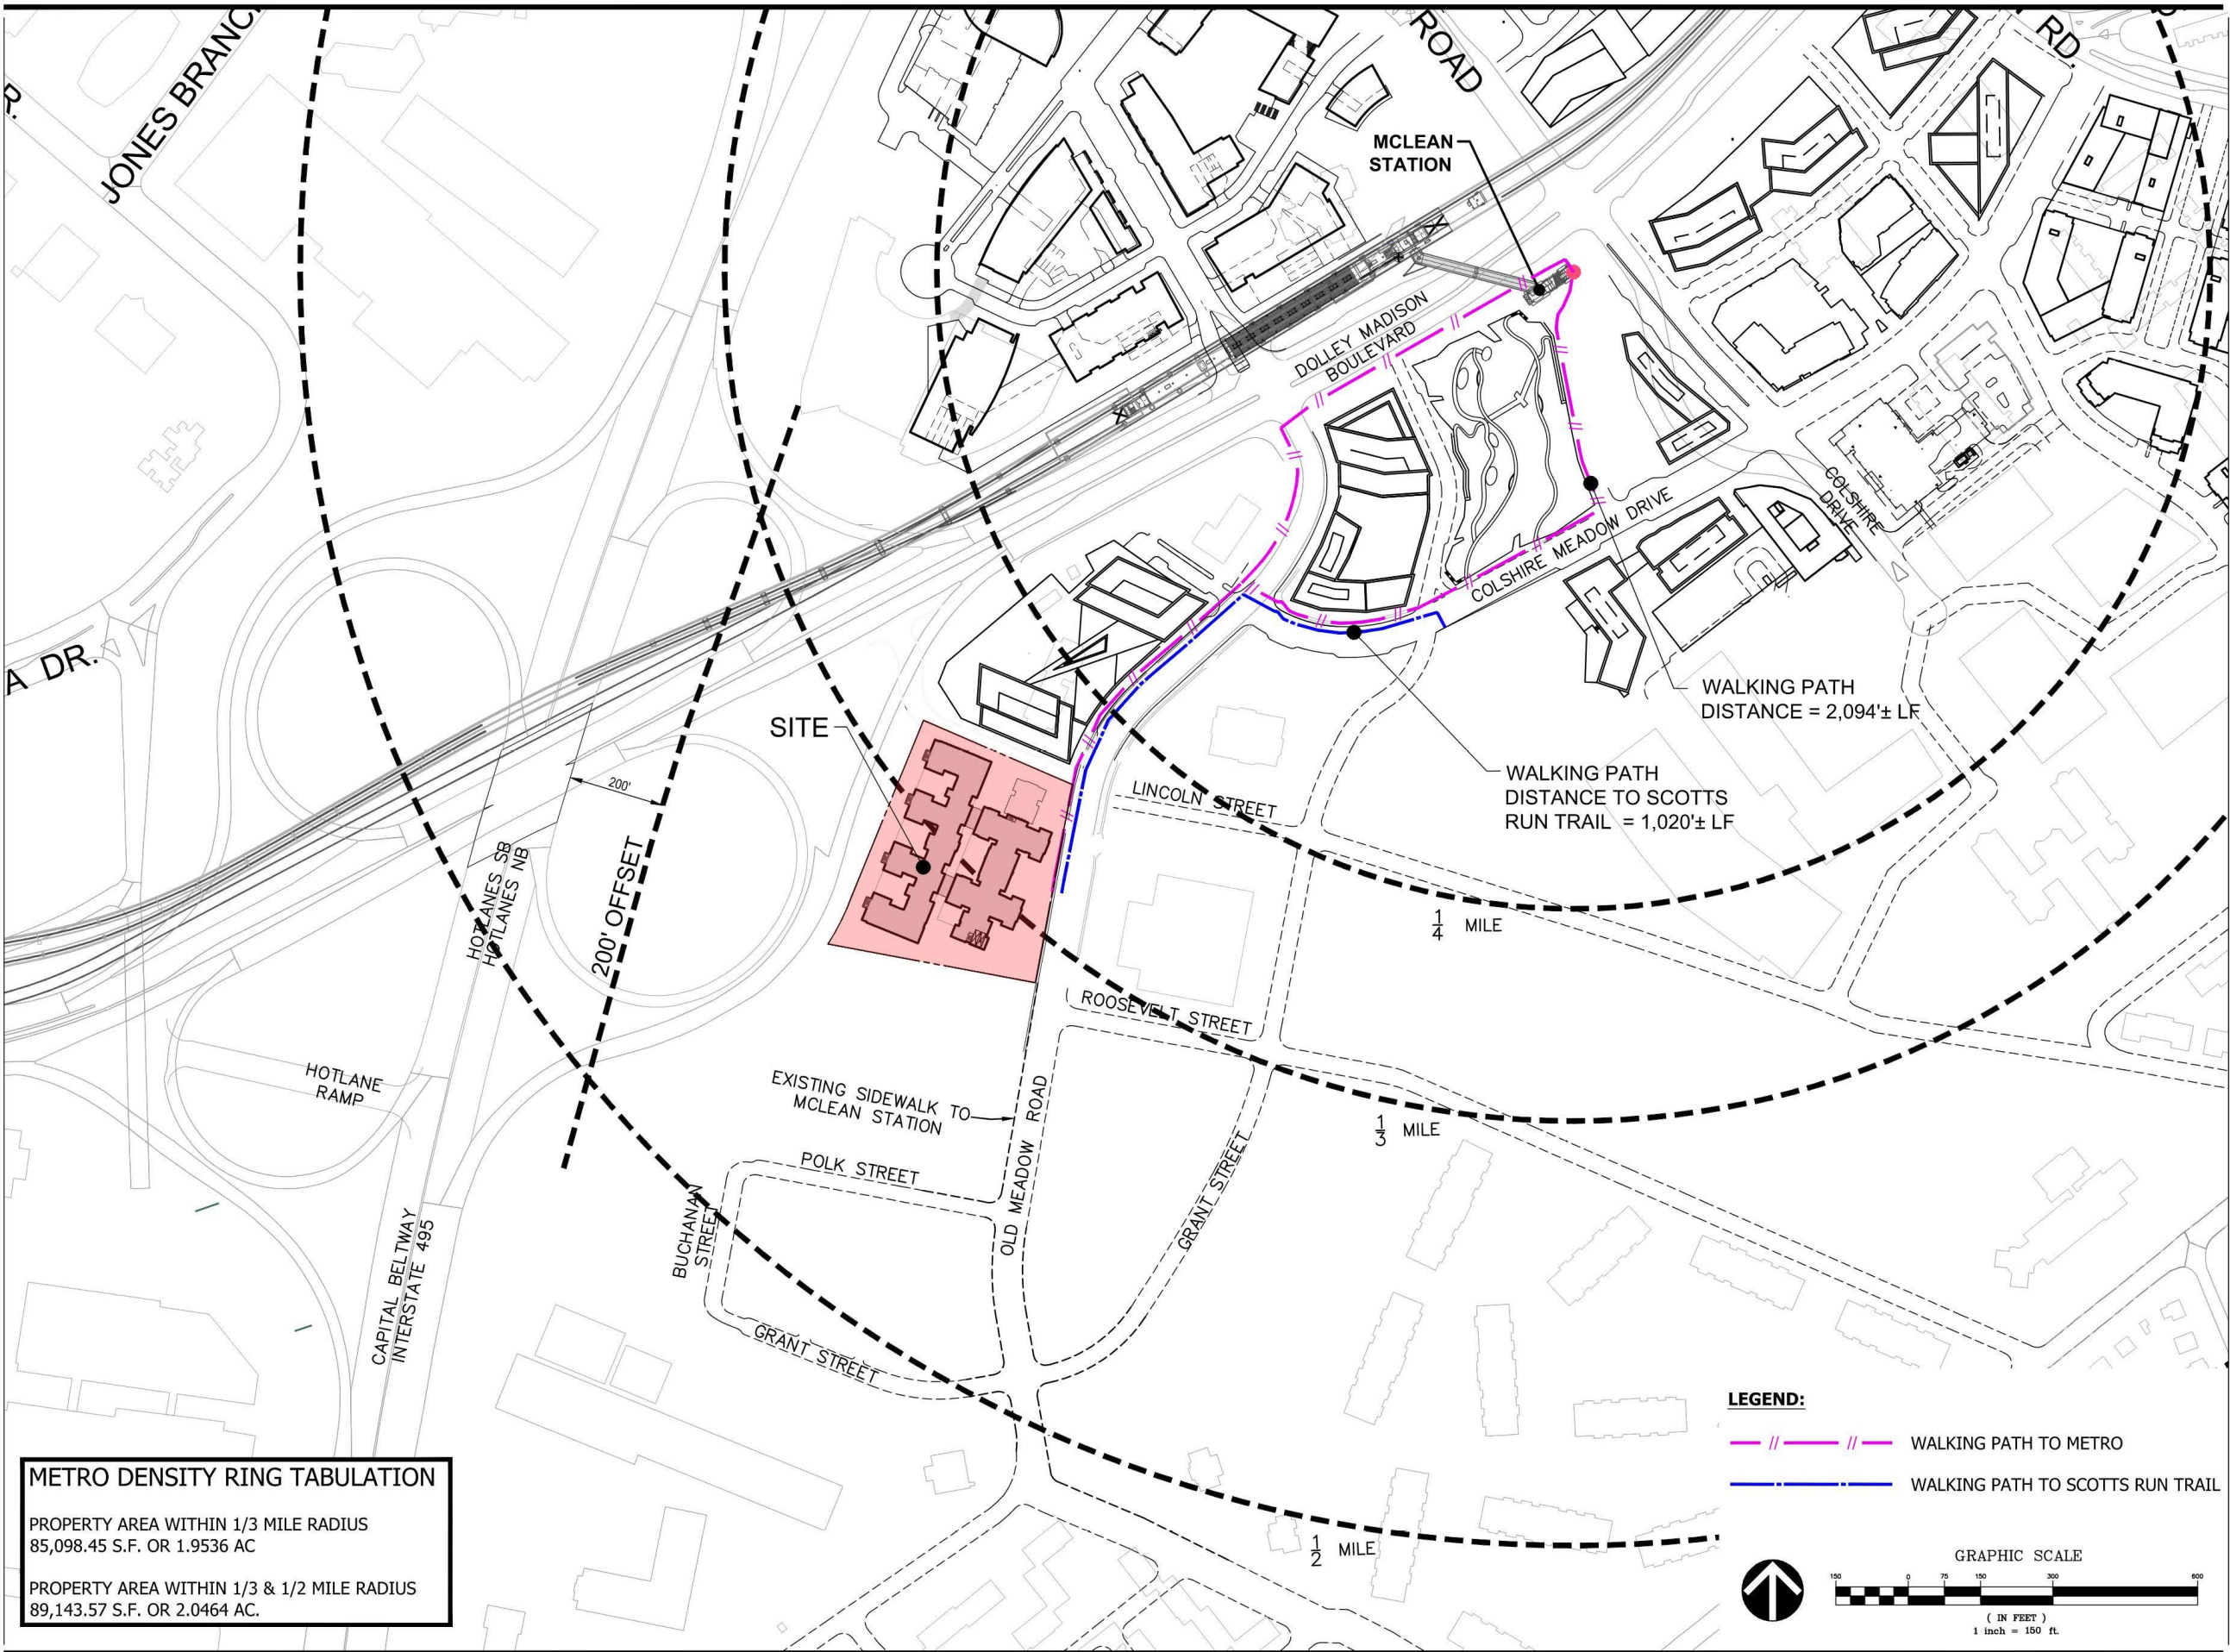 JONES BRANC
ROAD
RD.
R.
MCLEAN
STATION
DOLLEY MADISON
BOULEVARD
COLSHIRE
DRIVE
COLSHIRE MEADOW DRIVE
A DR.
SITE
WALKING PATH
DISTANCE = 2,094'± LF
WALKING PATH
DISTANCE TO SCOTTS
RUN TRAIL = 1,020'± LF
200'
LINCOLN STREET
HOTLANES SB
HOTLANES NB
200' OFFSET
1/4 MILE
ROOSEVELT STREET
HOTLANE
RAMP
EXISTING SIDEWALK TO
MCLEAN STATION
OLD MEADOW ROAD
1/3 MILE
POLK STREET
GRANT STREET
BUCHANAN
STREET
CAPITAL BELTWAY
INTERSTATE 495
GRANT STREET
1/2 MILE
LEGEND:
WALKING PATH TO METRO
WALKING PATH TO SCOTTS RUN TRAIL
METRO DENSITY RING TABULATION
PROPERTY AREA WITHIN 1/3 MILE RADIUS
85,098.45 S.F. OR 1.9536 AC
PROPERTY AREA WITHIN 1/3 & 1/2 MILE RADIUS
89,143.57 S.F. OR 2.0464 AC.
GRAPHIC SCALE
150 0 75 150 300 600
( IN FEET )
1 inch = 150 ft.